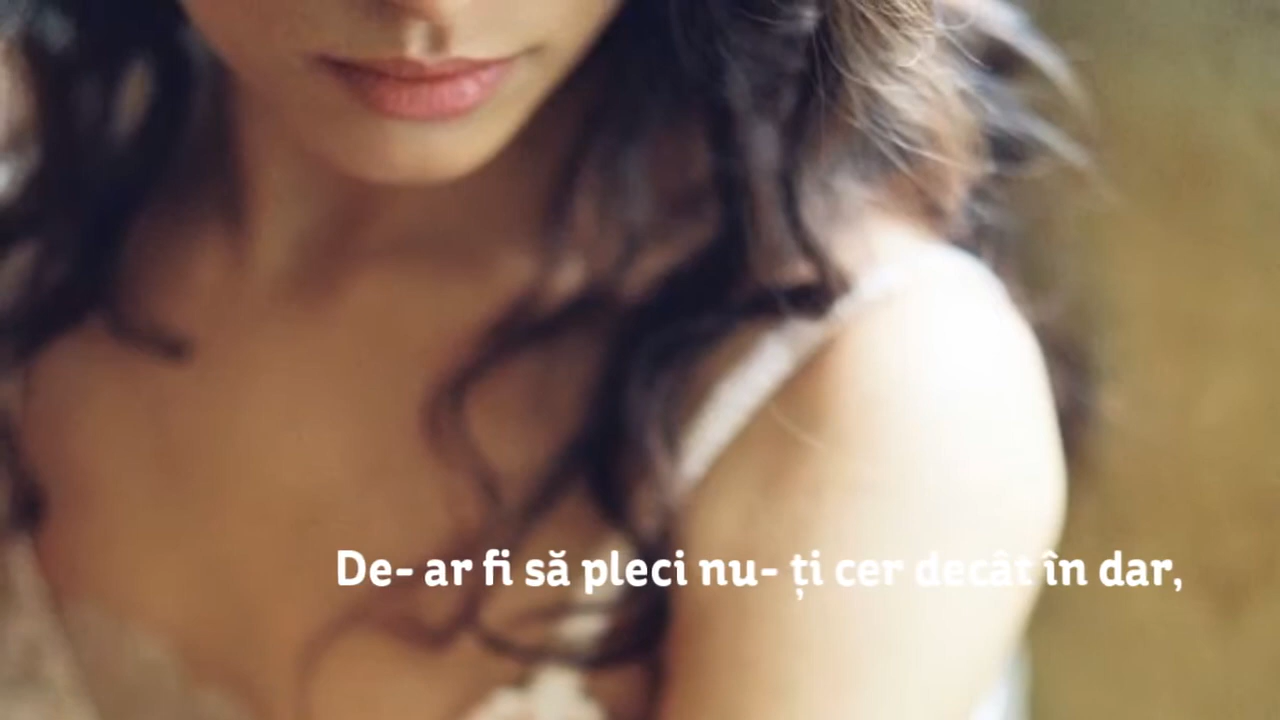 De- ar fi să pleci nu- ți cer decât în dar,